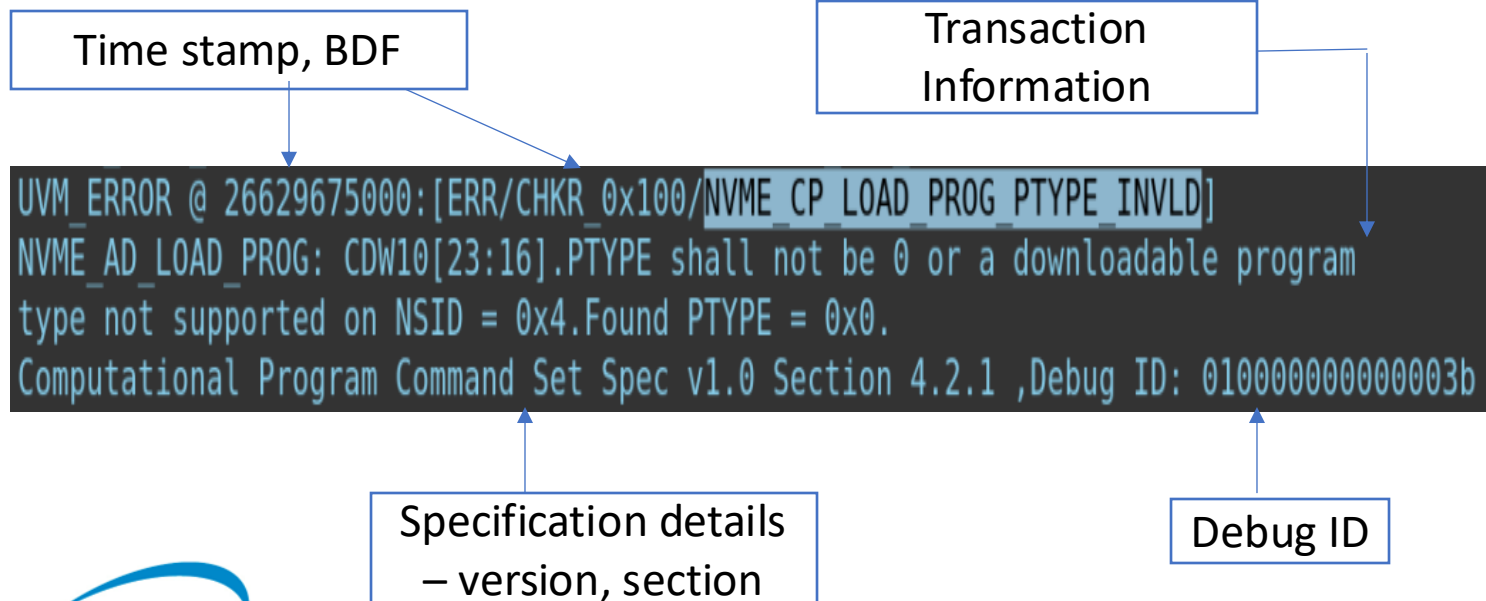 Time stamp, BDF
Transaction
Information
UVM_ERROR @ 26629675000:[ERR/CHKR_0x100/NVME_CP_LOAD_PROG_PTYPE_INVLD]
NVME_AD_LOAD_PROG: CDW10[23:16].PTYPE shall not be 0 or a downloadable program
type not supported on NSID = 0x4.Found PTYPE = 0x0.
Computational Program Command Set Spec v1.0 Section 4.2.1 ,Debug ID: 010000000000003b
Specification details
– version, section
Debug ID